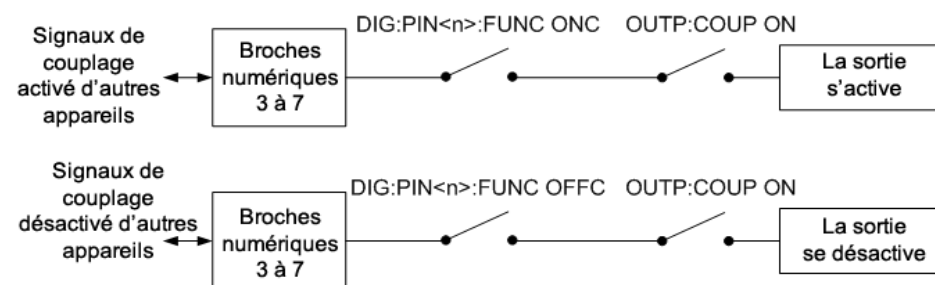 Signaux de
couplage
activé d'autres
appareils
Broches
numériques
3 à 7
DIG:PIN<n>:FUNC ONC
OUTP:COUP ON
La sortie
s'active
Signaux de
couplage
désactivé d'autres
appareils
Broches
numériques
3 à 7
DIG:PIN<n>:FUNC OFFC
OUTP:COUP ON
La sortie
se désactive